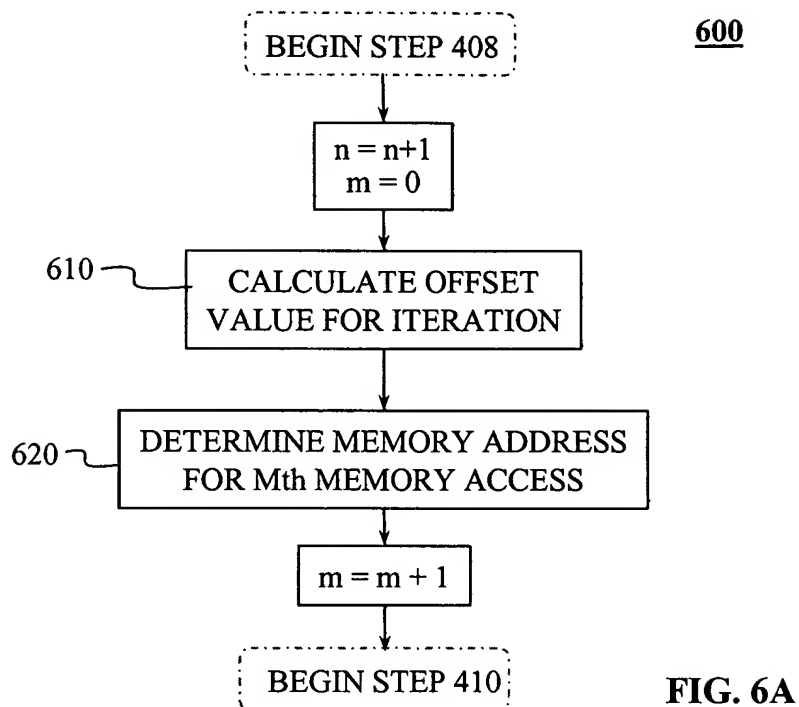 BEGIN STEP 408
600
n = n+1
m = 0
610
CALCULATE OFFSET
VALUE FOR ITERATION
620
DETERMINE MEMORY ADDRESS
FOR Mth MEMORY ACCESS
m = m + 1
BEGIN STEP 410
FIG. 6A